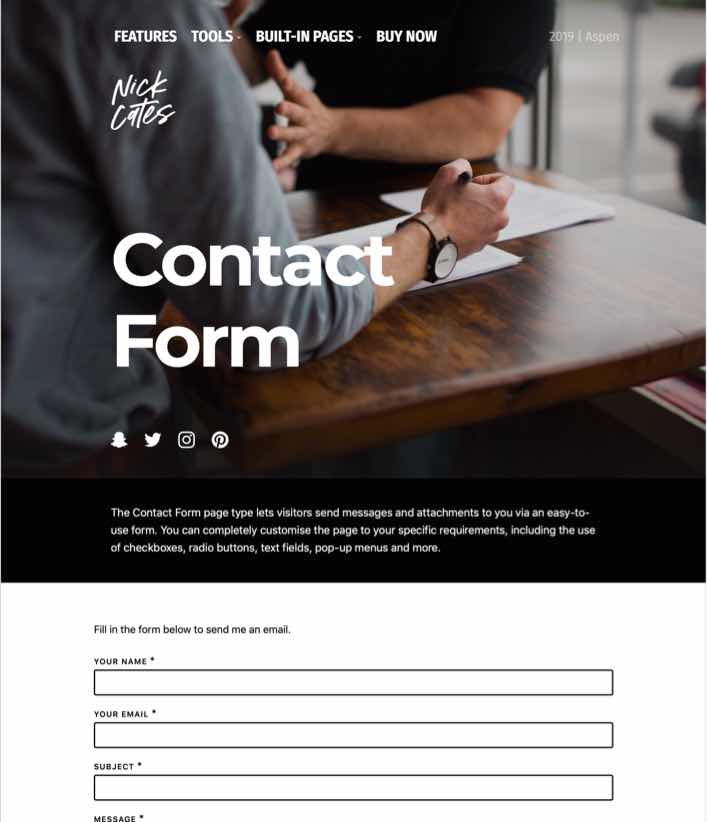 FEATURES TOOLS BUILT-IN PAGES BUY NOW 2019 | Aspen
Nick
Cates
Contact
Form
The Contact Form page type lets visitors send messages and attachments to you via an easy-to-
use form. You can completely customise the page to your specific requirements, including the use
of checkboxes, radio buttons, text fields, pop-up menus and more.
Fill in the form below to send me an email.
YOUR NAME *
YOUR EMAIL *
SUBJECT *
MESSAGE *